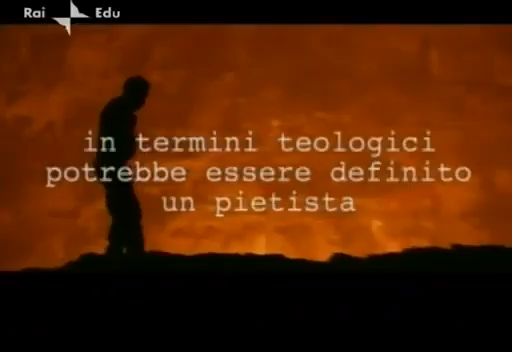 Rai Edu
in termini teologici
potrebbe essere definito
un pietista